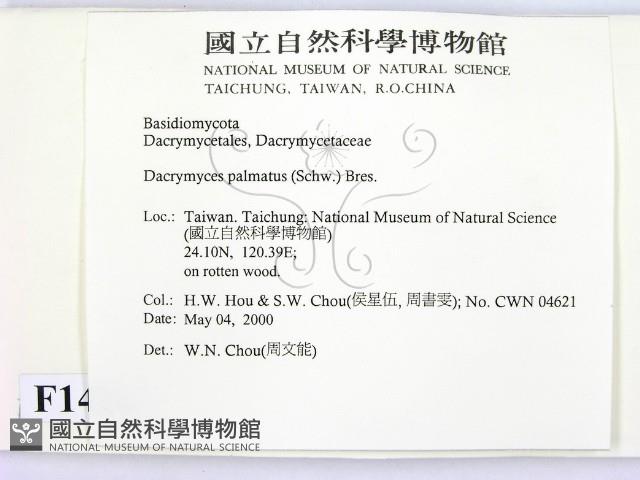 國立自然科學博物館
NATIONAL MUSEUM OF NATURAL SCIENCE
TAICHUNG, TAIWAN, R.O.CHINA
Basidiomycota
Dacrymycetales, Dacrymycetaceae
Dacrymyces palmatus (Schw.) Bres.
Loc.: Taiwan. Taichung: National Museum of Natural Science
(國立自然科學博物館)
24.10N, 120.39E;
on rotten wood.
Col.: H.W. Hou & S.W. Chou(侯星伍, 周書雯); No. CWN 04621
Date: May 04, 2000
Det.: W.N. Chou(周文能)
F14
國立自然科學博物館
NATIONAL MUSEUM OF NATURAL SCIENCE